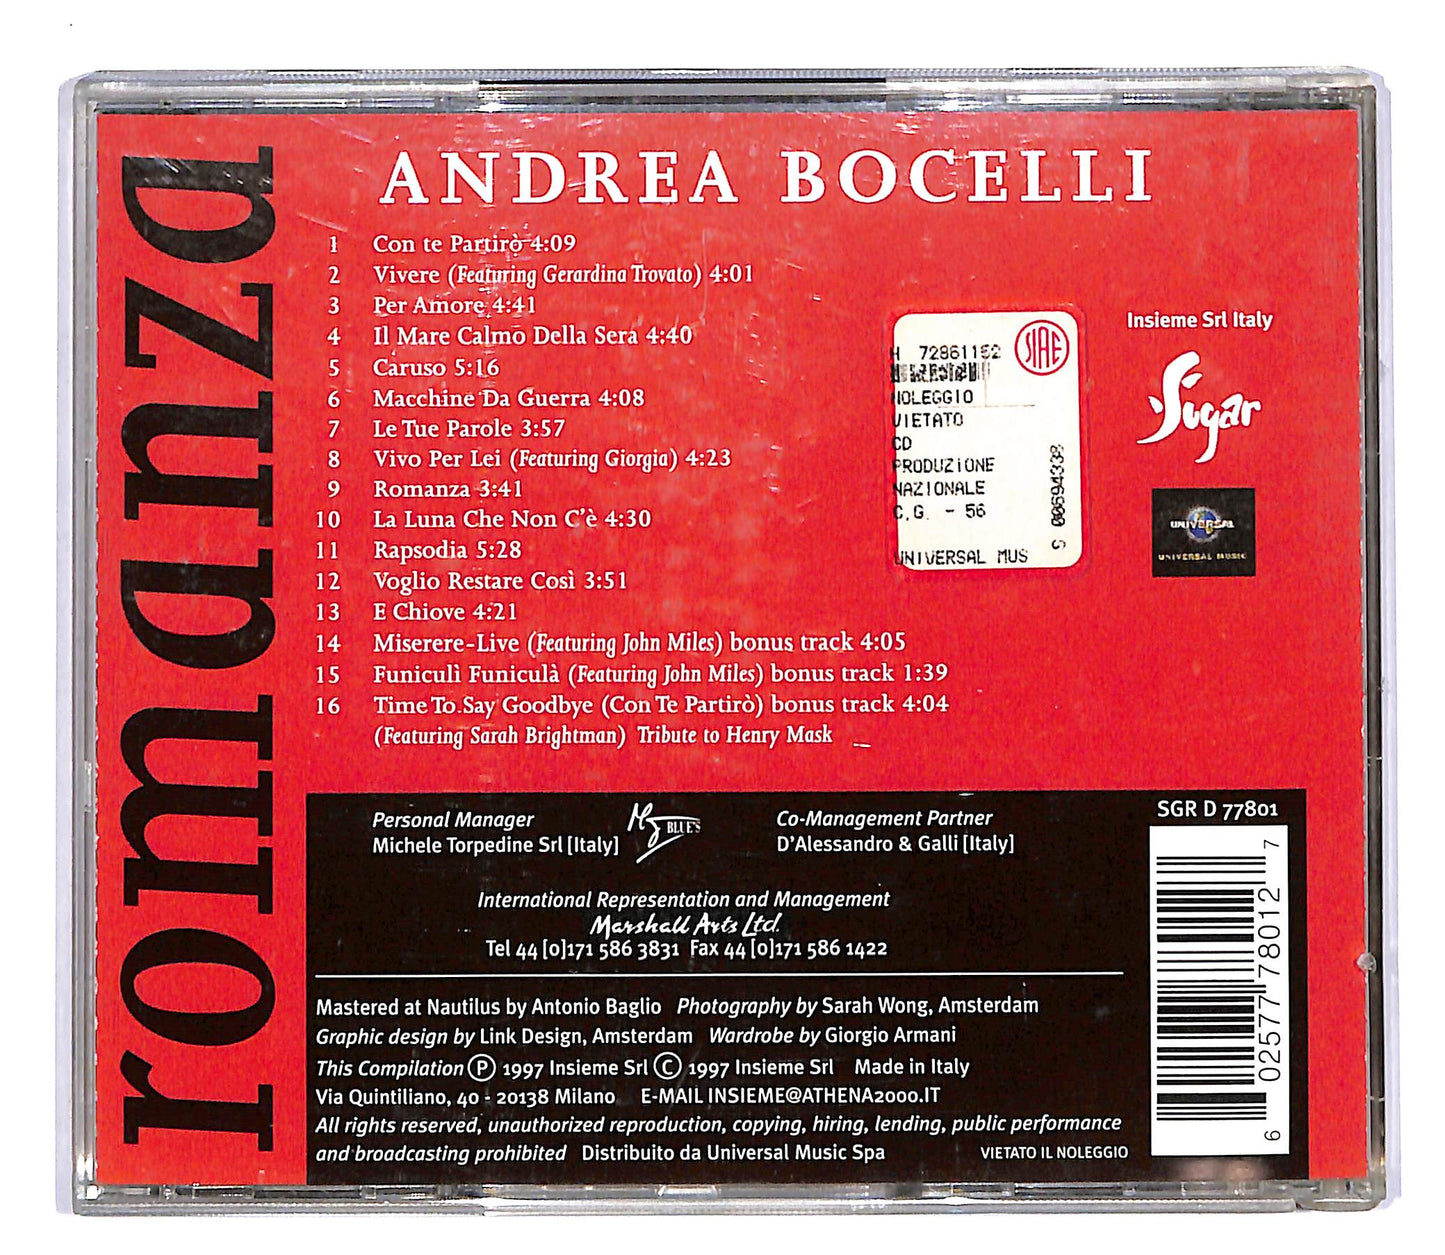 romanza
ANDREA BOCELLI
1 Con te Partirò 4:09
2 Vivere (Featuring Gerardina Trovato) 4:01
3 Per Amore 4:41
4 Il Mare Calmo Della Sera 4:40
5 Caruso 5:16
6 Macchine Da Guerra 4:08
7 Le Tue Parole 3:57
8 Vivo Per Lei (Featuring Giorgia) 4:23
9 Romanza 3:41
10 La Luna Che Non C'è 4:30
11 Rapsodia 5:28
12 Voglio Restare Così 3:51
13 E Chiove 4:21
14 Miserere-Live (Featuring John Miles) bonus track 4:05
15 Funiculì Funiculà (Featuring John Miles) bonus track 1:39
16 Time To Say Goodbye (Con Te Partirò) bonus track 4:04
(Featuring Sarah Brightman) Tribute to Henry Mask
SIAE
H 72861152
NOLEGGIO
VIETATO
CD
PRODUZIONE
NAZIONALE
C.G. - 56
UNIVERSAL MUS
S 00694338
Insieme Srl Italy
Sugar
UNIVERSAL
UNIVERSAL MUSIC
Personal Manager
Michele Torpedine Srl [Italy]
MT BLUE'S
Co-Management Partner
D'Alessandro & Galli [Italy]
International Representation and Management
Marshall Arts Ltd.
Tel 44 [0]171 586 3831 Fax 44 [0]171 586 1422
Mastered at Nautilus by Antonio Baglio Photography by Sarah Wong, Amsterdam
Graphic design by Link Design, Amsterdam Wardrobe by Giorgio Armani
This Compilation Ⓟ 1997 Insieme Srl © 1997 Insieme Srl Made in Italy
Via Quintiliano, 40 - 20138 Milano E-MAIL INSIEME@ATHENA2000.IT
All rights reserved, unauthorized reproduction, copying, hiring, lending, public performance
and broadcasting prohibited Distribuito da Universal Music Spa
VIETATO IL NOLEGGIO
SGR D 77801
6 02577 78012 7